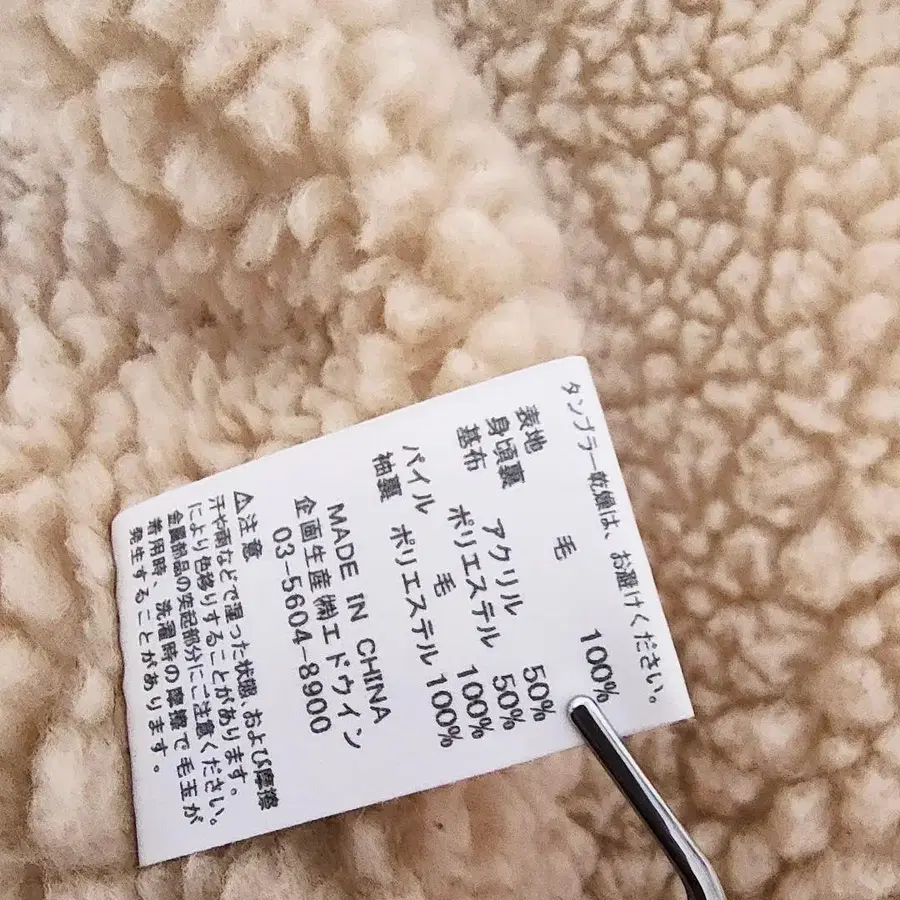 タンブラー乾燥は、お避けください。
表地 毛 100%
身頃裏
基布 アクリル 50%
ポリエステル 50%
パイル 毛 100%
袖裏 ポリエステル 100%
MADE IN CHINA
企画生産㈱エドウイン
03-5604-8900
⚠注意
汗や雨などで湿った状態、および摩擦
により色移りすることがあります。
金属部品の突起部分にご注意ください。
着用時、洗濯時の摩擦で毛玉が
発生することがあります。